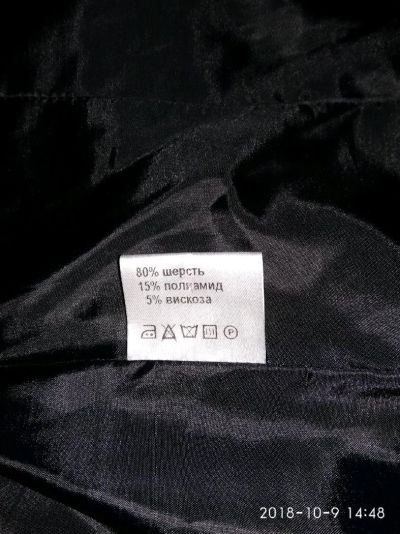 80% шерсть
15% полиамид
5% вискоза
P
2018-10-9 14:48